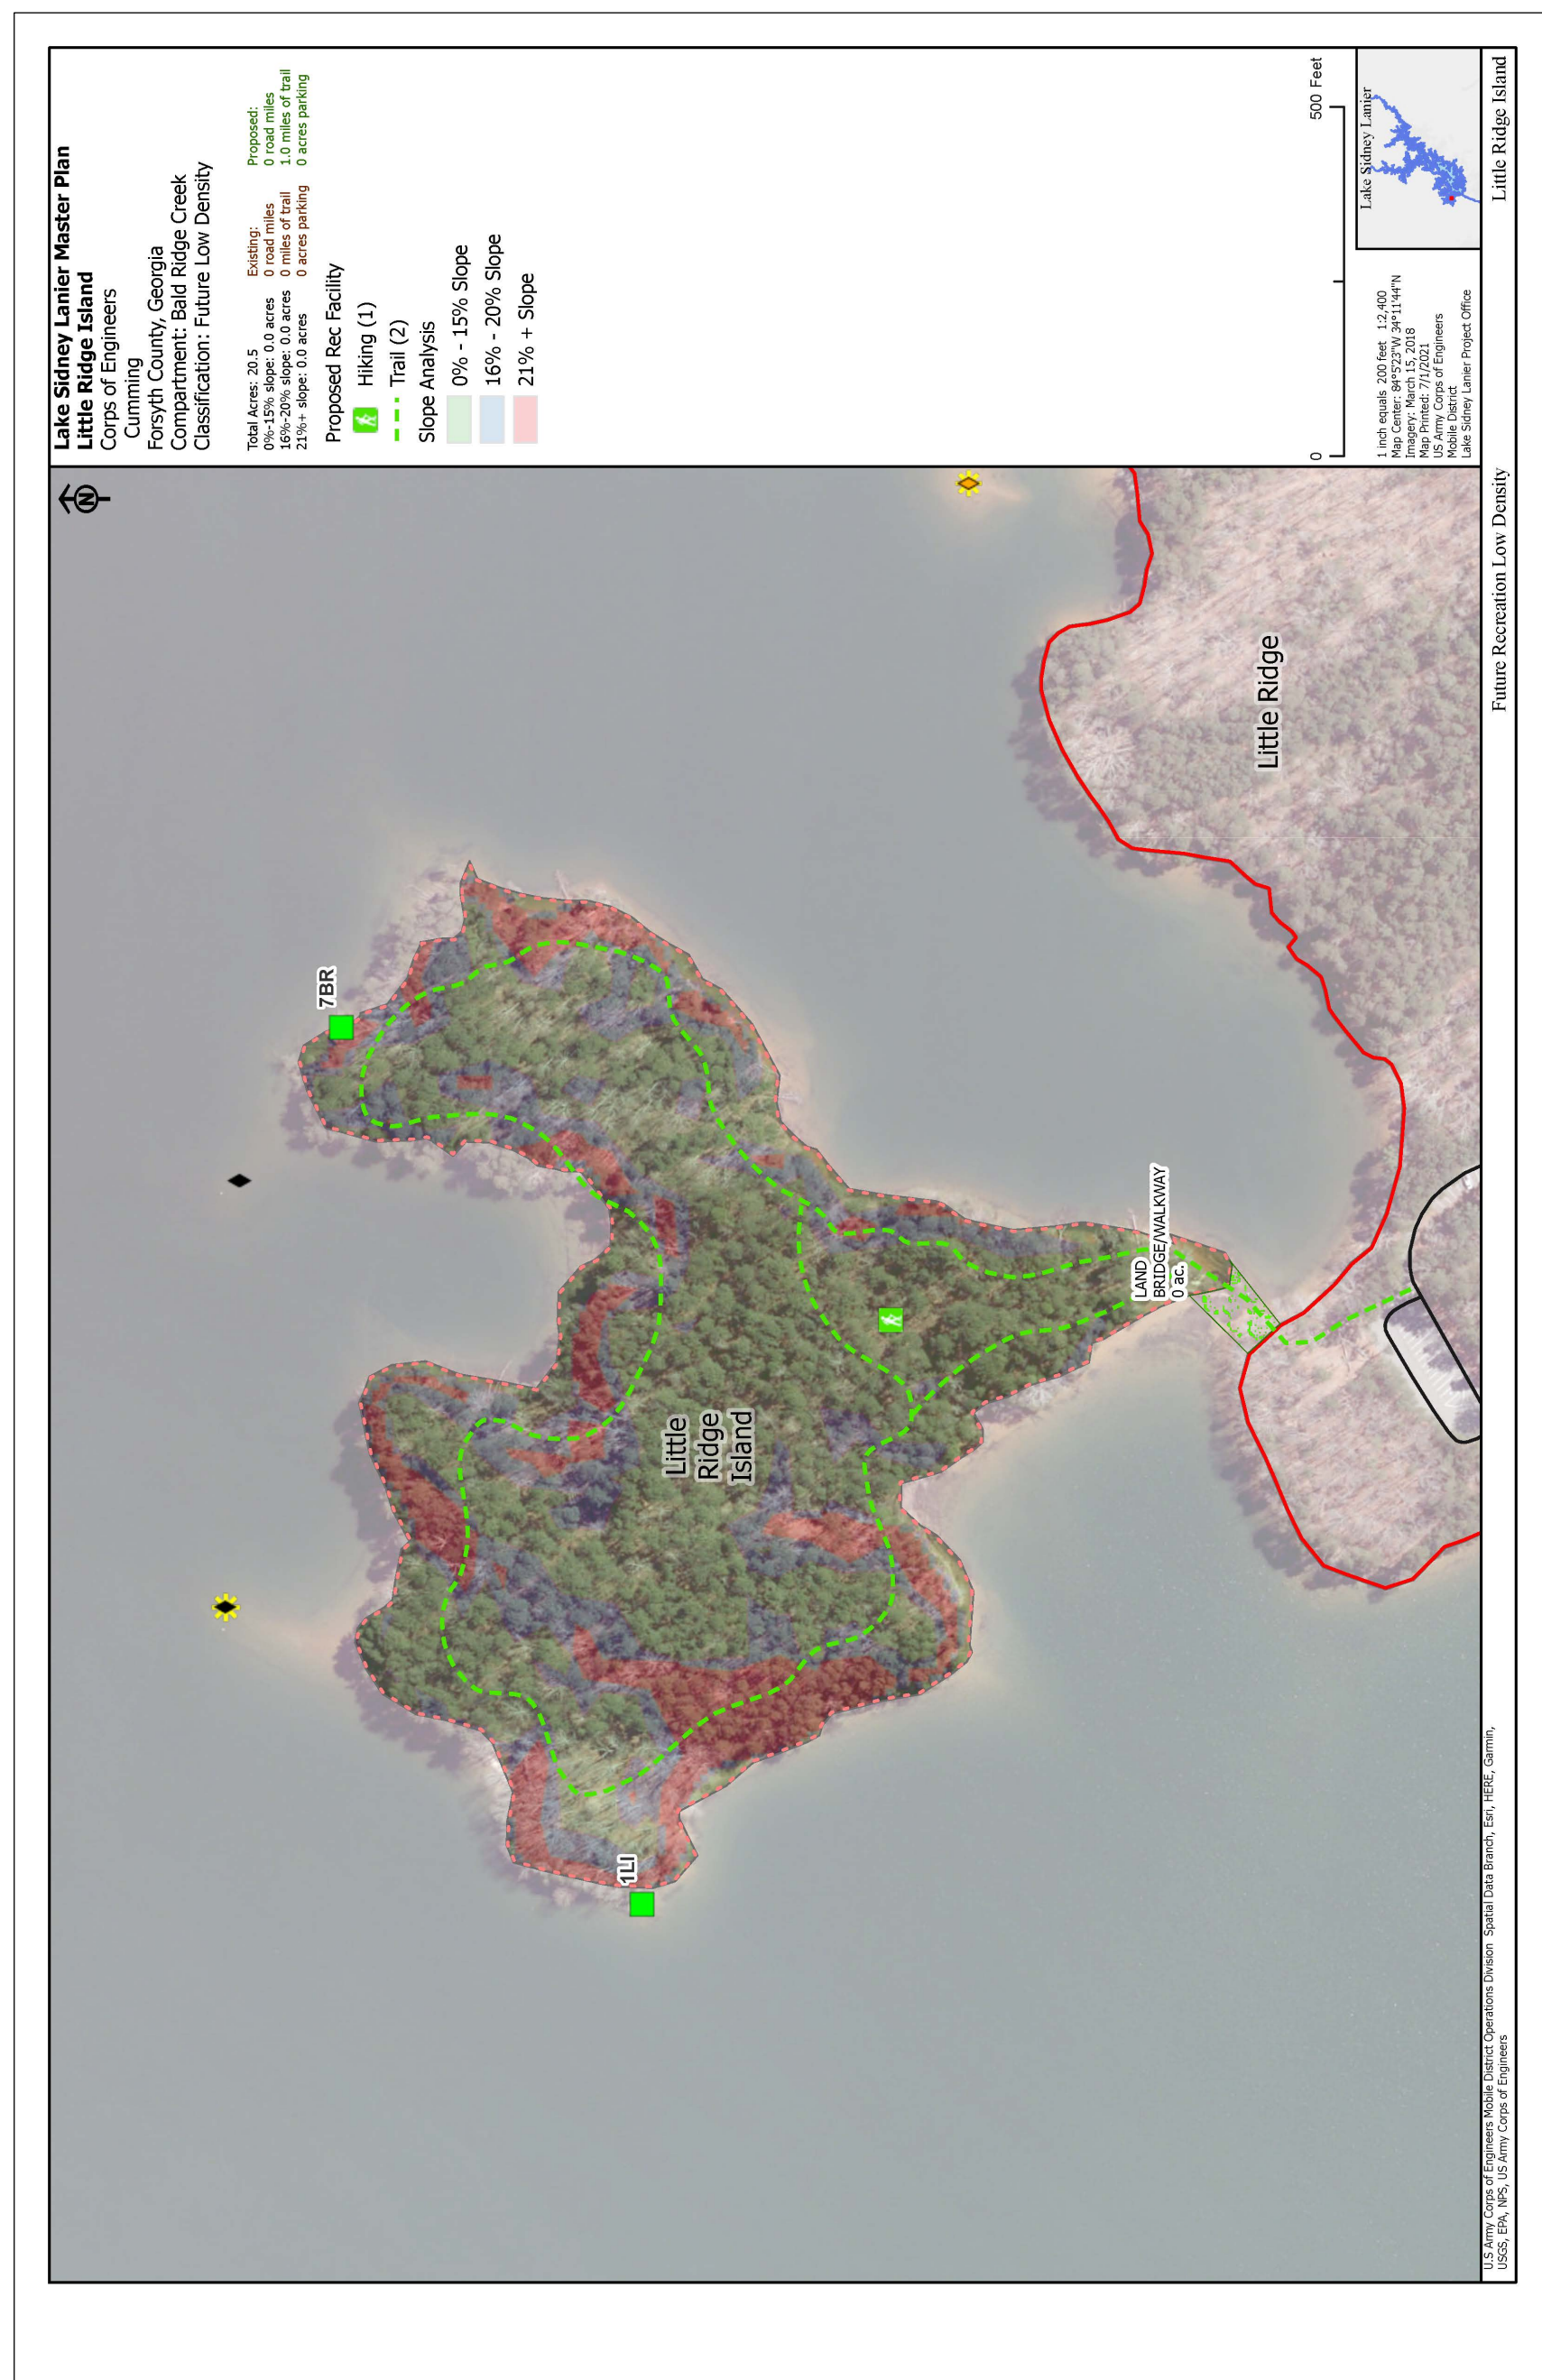 Lake Sidney Lanier Master Plan
Little Ridge Island
Corps of Engineers
Cumming
Forsyth County, Georgia
Compartment: Bald Ridge Creek
Classification: Future Low Density
Total Acres: 20.5
0%-15% slope: 0.0 acres
16%-20% slope: 0.0 acres
21%+ slope: 0.0 acres
Existing:
0 road miles
0 miles of trail
0 acres parking
Proposed:
0 road miles
1.0 miles of trail
0 acres parking
Proposed Rec Facility
Hiking (1)
Trail (2)
Slope Analysis
0% - 15% Slope
16% - 20% Slope
21% + Slope
0
500 Feet
1 inch equals 200 feet 1:2,400
Map Center: 84°5'23"W 34°11'44"N
Imagery: March 15, 2018
Map Printed: 7/1/2021
US Army Corps of Engineers
Mobile District
Lake Sidney Lanier Project Office
Lake Sidney Lanier
N
7BR
1LI
Little
Ridge
Island
LAND
BRIDGE/WALKWAY
0 ac.
Little Ridge
U.S Army Corps of Engineers Mobile District Operations Division Spatial Data Branch, Esri, HERE, Garmin,
USGS, EPA, NPS, US Army Corps of Engineers
Future Recreation Low Density
Little Ridge Island